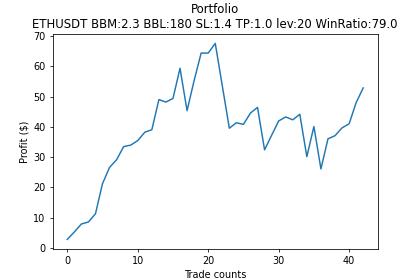 Portfolio
ETHUSDT BBM:2.3 BBL:180 SL:1.4 TP:1.0 lev:20 WinRatio:79.0
70
60
50
40
30
20
10
0
Profit ($)
0 10 20 30 40
Trade counts